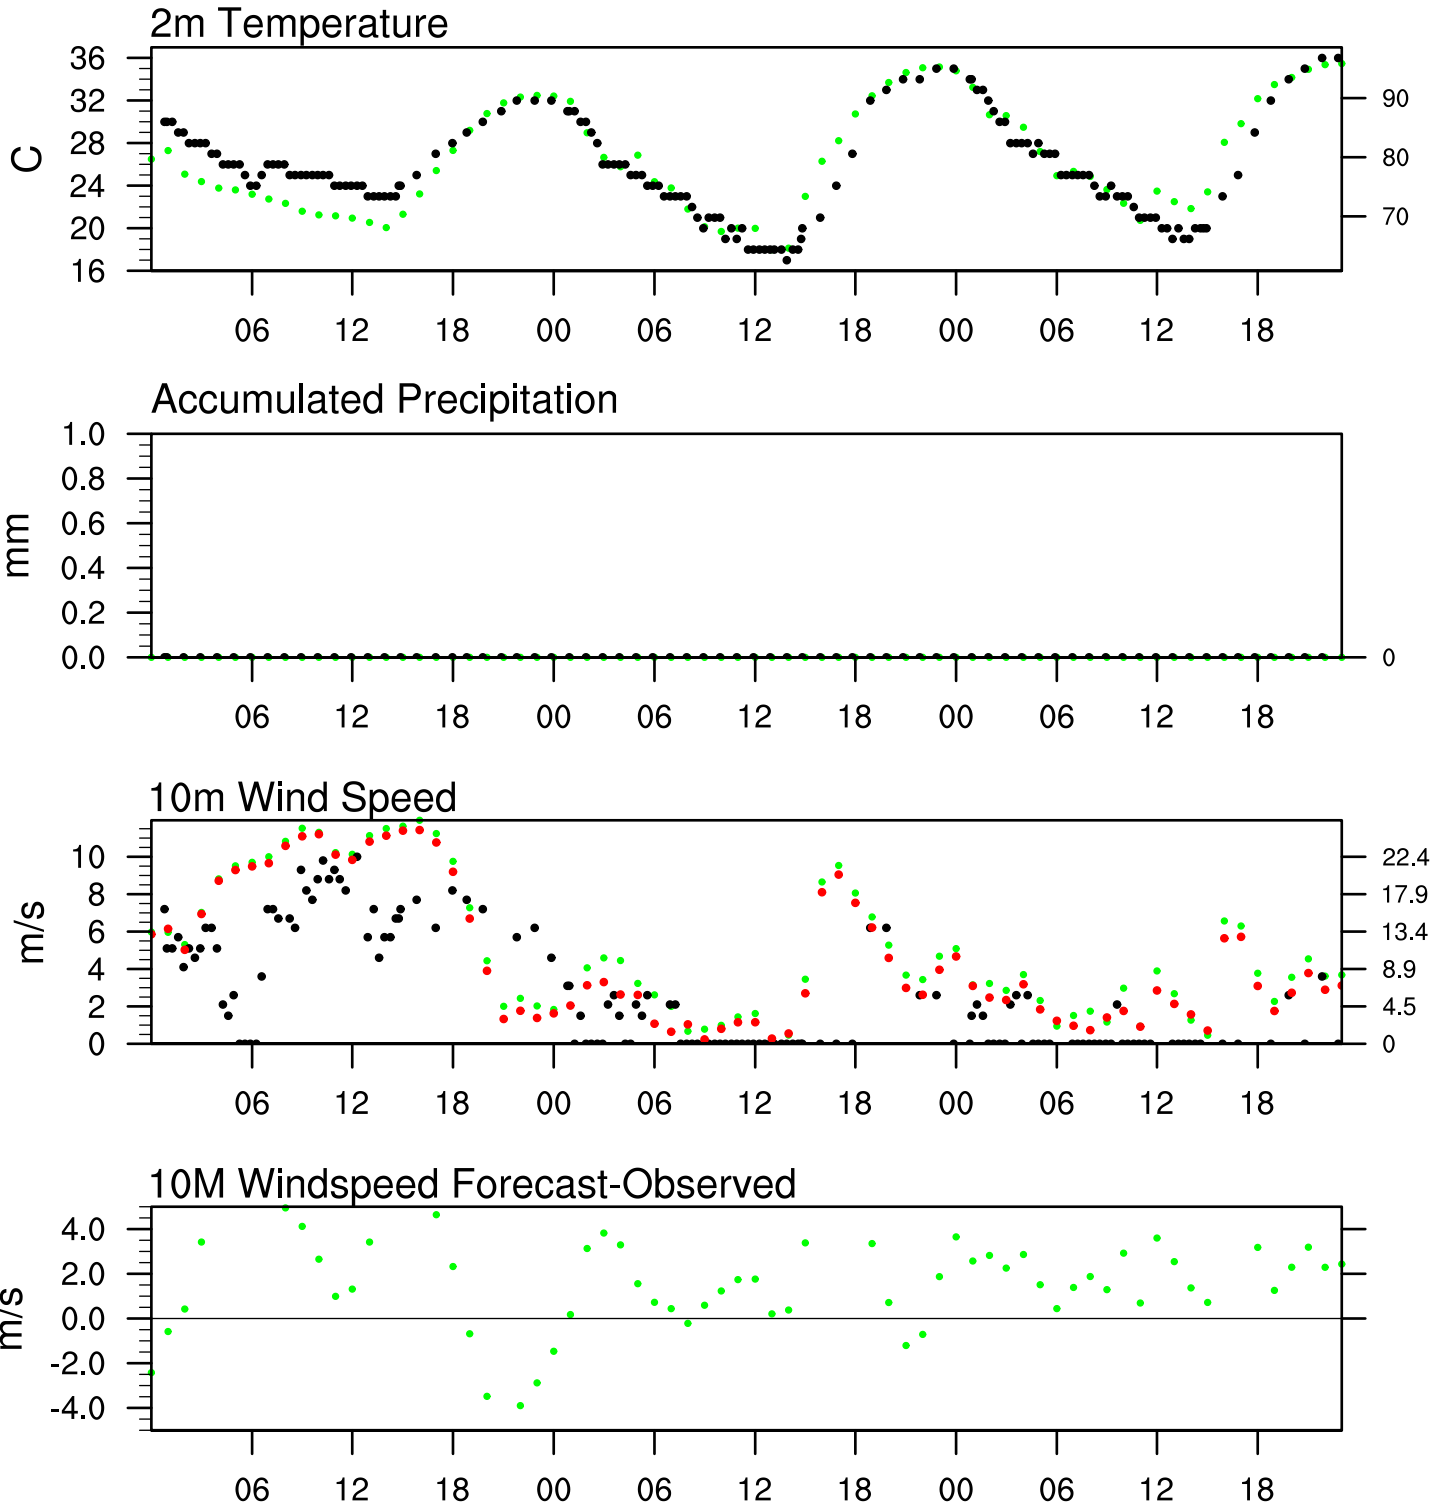 2m Temperature
C
36
32
28
24
20
16
90
80
70
06 12 18 00 06 12 18 00 06 12 18
Accumulated Precipitation
mm
1.0
0.8
0.6
0.4
0.2
0.0
0
06 12 18 00 06 12 18 00 06 12 18
10m Wind Speed
m/s
10
8
6
4
2
0
22.4
17.9
13.4
8.9
4.5
0
06 12 18 00 06 12 18 00 06 12 18
10M Windspeed Forecast-Observed
m/s
4.0
2.0
0.0
-2.0
-4.0
06 12 18 00 06 12 18 00 06 12 18